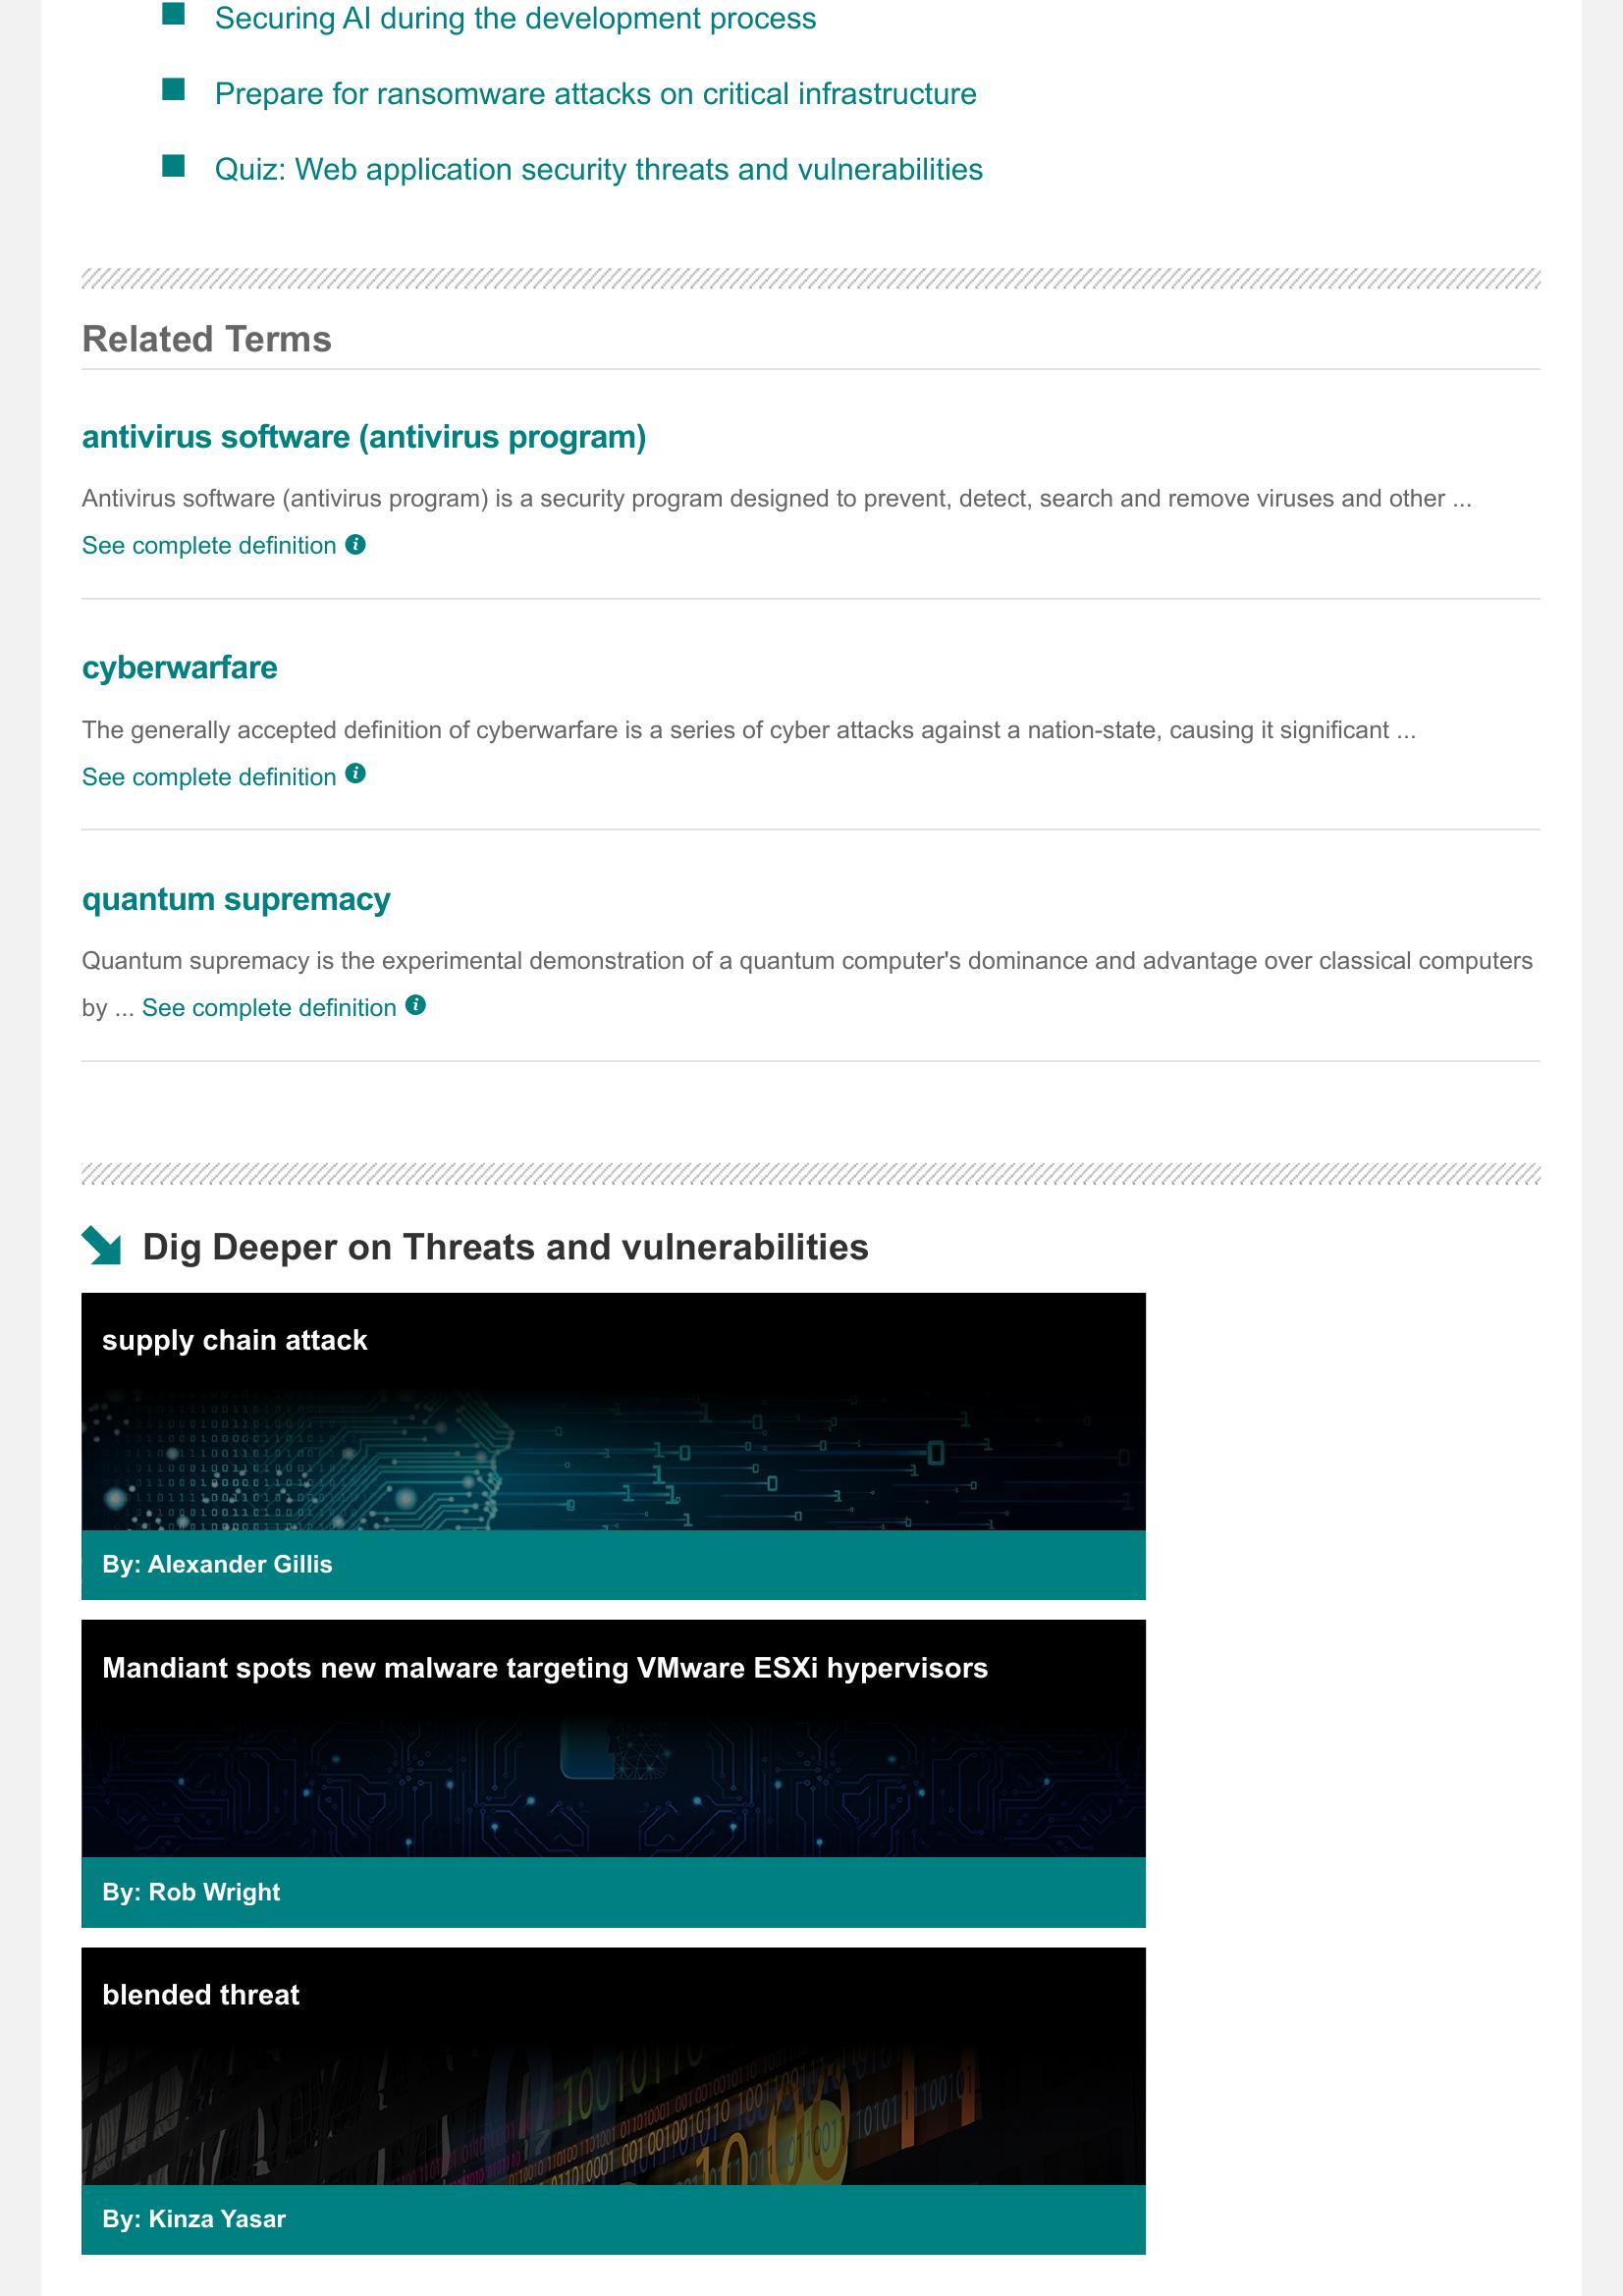 Securing AI during the development process
Prepare for ransomware attacks on critical infrastructure
Quiz: Web application security threats and vulnerabilities
Related Terms
antivirus software (antivirus program)
Antivirus software (antivirus program) is a security program designed to prevent, detect, search and remove viruses and other ...
See complete definition
cyberwarfare
The generally accepted definition of cyberwarfare is a series of cyber attacks against a nation-state, causing it significant ...
See complete definition
quantum supremacy
Quantum supremacy is the experimental demonstration of a quantum computer's dominance and advantage over classical computers
by ... See complete definition
Dig Deeper on Threats and vulnerabilities
supply chain attack
By: Alexander Gillis
Mandiant spots new malware targeting VMware ESXi hypervisors
By: Rob Wright
blended threat
By: Kinza Yasar